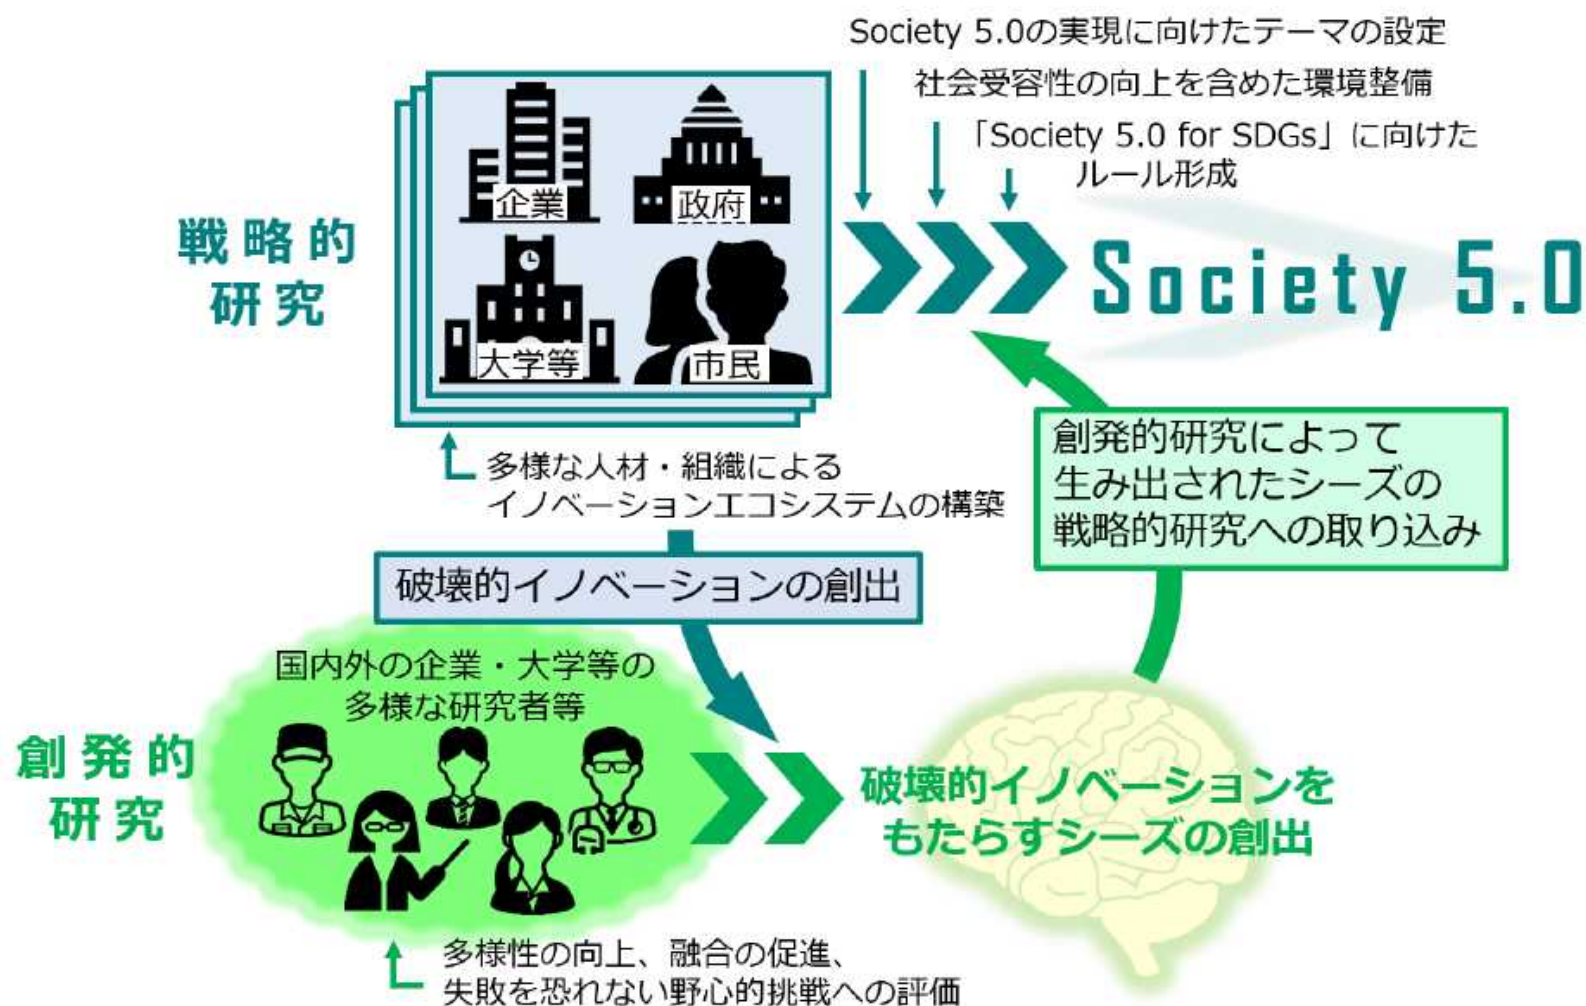 Society 5.0の実現に向けたテーマの設定
社会受容性の向上を含めた環境整備
「Society 5.0 for SDGs」に向けた
ルール形成
戦略的
研究
企業
政府
大学等
市民
Society 5.0
多様な人材・組織による
イノベーションエコシステムの構築
創発的研究によって
生み出されたシーズの
戦略的研究への取り込み
破壊的イノベーションの創出
創発的
研究
国内外の企業・大学等の
多様な研究者等
破壊的イノベーションを
もたらすシーズの創出
多様性の向上、融合の促進、
失敗を恐れない野心的挑戦への評価